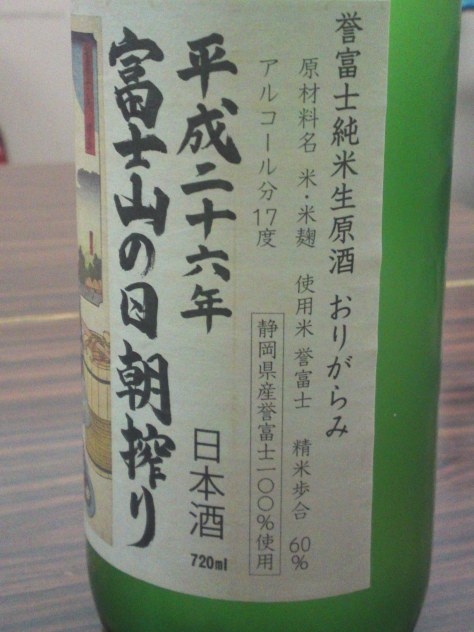 誉富士純米生原酒 おりがらみ
原材料名 米・米麹 使用米 誉富士 精米歩合 60%
アルコール分17度
静岡県産誉富士一〇〇%使用
平成二十六年
日本酒
720ml
富士山の日朝搾り